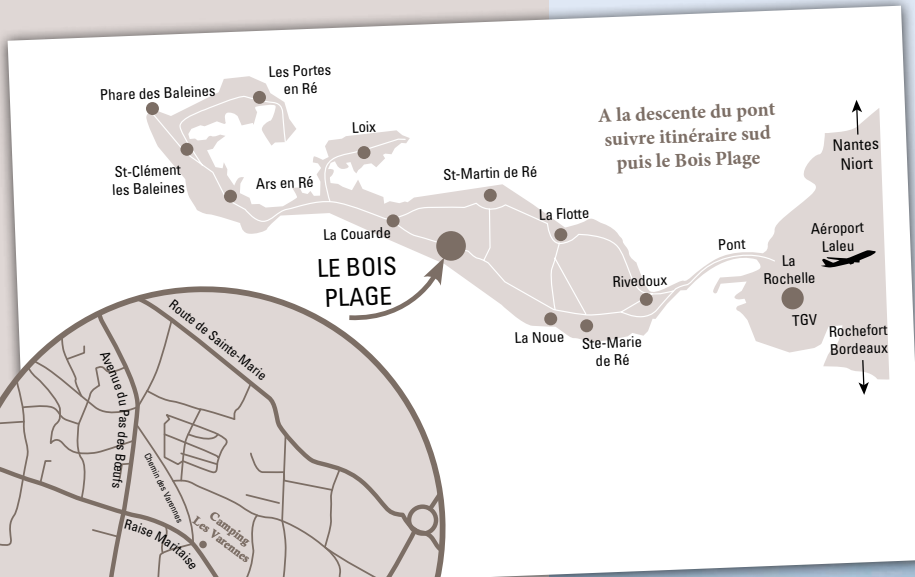 Les Portes
en Ré
Phare des Baleines
Loix
St-Clément
les Baleines
Ars en Ré
St-Martin de Ré
La Couarde
La Flotte
LE BOIS
PLAGE
A la descente du pont
suivre itinéraire sud
puis le Bois Plage
Nantes
Niort
Aéroport
Laleu
Pont
La
Rochelle
TGV
Rivedoux
La Noue
Ste-Marie
de Ré
Rochefort
Bordeaux
Route de Sainte-Marie
Avenue du Pas des Bœufs
Chemin des Varennes
Camping
Les Varennes
Raise Maritaise